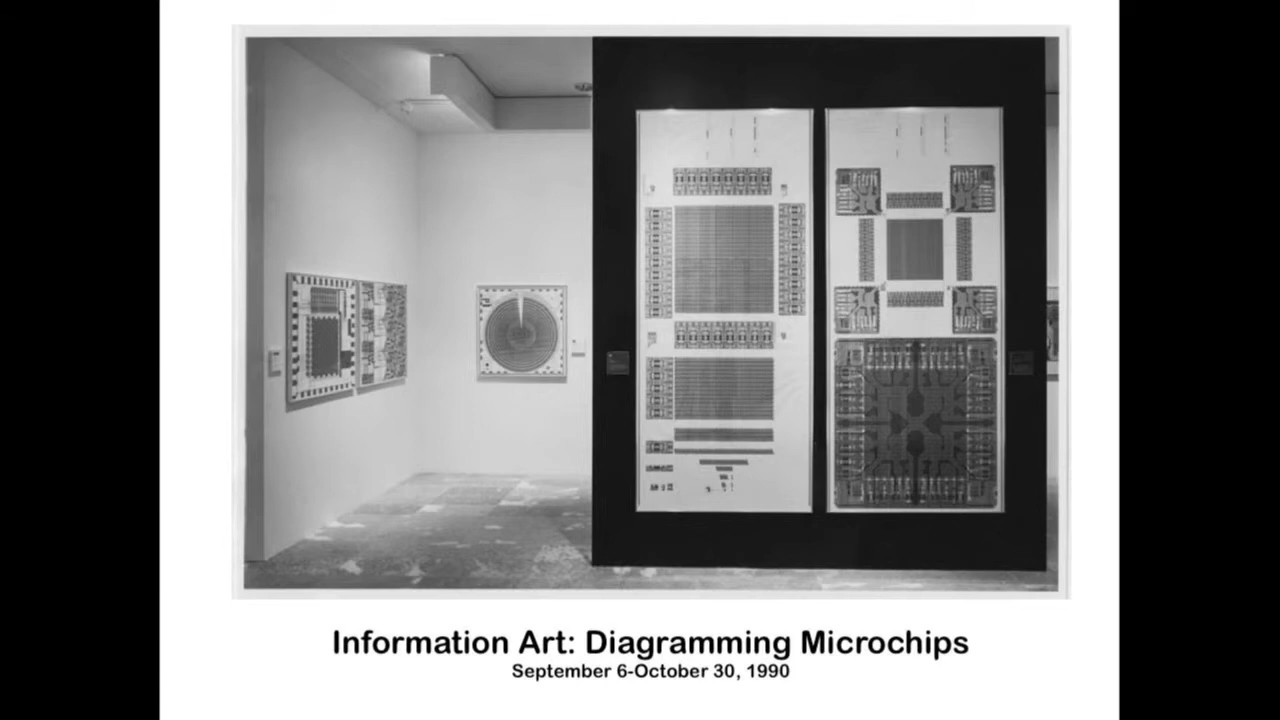 Information Art: Diagramming Microchips
September 6-October 30, 1990